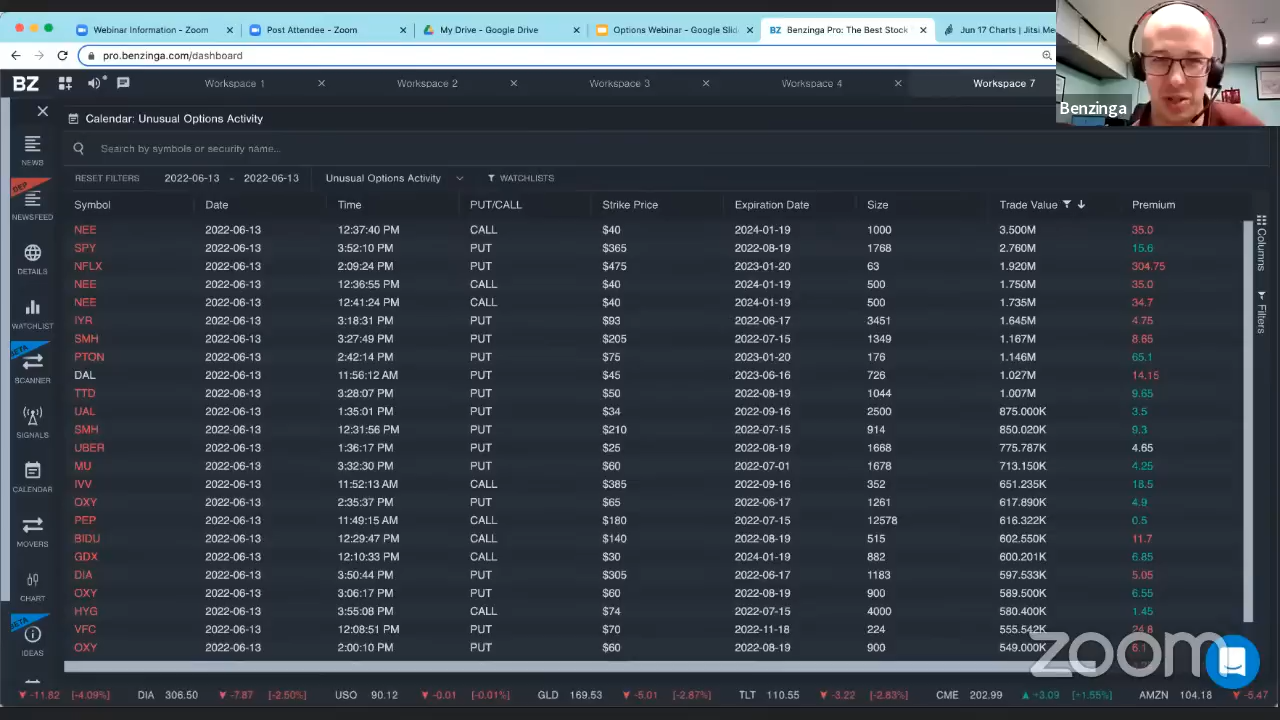 Webinar Information - Zoom Post Attendee - Zoom My Drive - Google Drive Options Webinar - Google Slid Benzinga Pro: The Best Stock Jun 17 Charts | Jitsi Me
pro.benzinga.com/dashboard
BZ Workspace 1 Workspace 2 Workspace 3 Workspace 4 Workspace 7
Benzinga
Calendar: Unusual Options Activity
Search by symbols or security name...
RESET FILTERS 2022-06-13 - 2022-06-13 Unusual Options Activity WATCHLISTS
Symbol Date Time PUT/CALL Strike Price Expiration Date Size Trade Value Premium
NEE 2022-06-13 12:37:40 PM CALL $40 2024-01-19 1000 3.500M 35.0
SPY 2022-06-13 3:52:10 PM PUT $365 2022-08-19 1768 2.760M 15.6
NFLX 2022-06-13 2:09:24 PM PUT $475 2023-01-20 63 1.920M 304.75
NEE 2022-06-13 12:36:55 PM CALL $40 2024-01-19 500 1.750M 35.0
NEE 2022-06-13 12:41:24 PM CALL $40 2024-01-19 500 1.735M 34.7
IYR 2022-06-13 3:18:31 PM PUT $93 2022-06-17 3451 1.645M 4.75
SMH 2022-06-13 3:27:49 PM PUT $205 2022-07-15 1349 1.167M 8.65
PTON 2022-06-13 2:42:14 PM PUT $75 2023-01-20 176 1.146M 65.1
DAL 2022-06-13 11:56:12 AM PUT $45 2023-06-16 726 1.027M 14.15
TTD 2022-06-13 3:28:07 PM PUT $50 2022-08-19 1044 1.007M 9.65
UAL 2022-06-13 1:35:01 PM PUT $34 2022-09-16 2500 875.000K 3.5
SMH 2022-06-13 12:31:56 PM PUT $210 2022-07-15 914 850.020K 9.3
UBER 2022-06-13 1:36:17 PM PUT $25 2022-08-19 1668 775.787K 4.65
MU 2022-06-13 3:32:30 PM PUT $60 2022-07-01 1678 713.150K 4.25
IVV 2022-06-13 11:52:13 AM CALL $385 2022-09-16 352 651.235K 18.5
OXY 2022-06-13 2:35:37 PM PUT $65 2022-06-17 1261 617.890K 4.9
PEP 2022-06-13 11:49:15 AM CALL $180 2022-07-15 12578 616.322K 0.5
BIDU 2022-06-13 12:29:47 PM CALL $140 2022-08-19 515 602.550K 11.7
GDX 2022-06-13 12:10:33 PM CALL $30 2024-01-19 882 600.201K 6.85
DIA 2022-06-13 3:50:44 PM PUT $305 2022-06-17 1183 597.533K 5.05
OXY 2022-06-13 3:06:17 PM PUT $60 2022-08-19 900 589.500K 6.55
HYG 2022-06-13 3:55:08 PM CALL $74 2022-07-15 4000 580.400K 1.45
VFC 2022-06-13 12:08:51 PM PUT $70 2022-11-18 224 555.542K 24.8
OXY 2022-06-13 2:00:10 PM PUT $60 2022-08-19 900 549.000K 6.1
NEWS
DEP
NEWSFEED
DETAILS
WATCHLIST
BETA
SCANNER
SIGNALS
CALENDAR
MOVERS
CHART
BETA
IDEAS
Columns
Filters
zoom
-11.82 [-4.09%] DIA 306.50 -7.87 [-2.50%] USO 90.12 -0.01 [-0.01%] GLD 169.53 -5.01 [-2.87%] TLT 110.55 -3.22 [-2.83%] CME 202.99 +3.09 [+1.55%] AMZN 104.18 -5.47